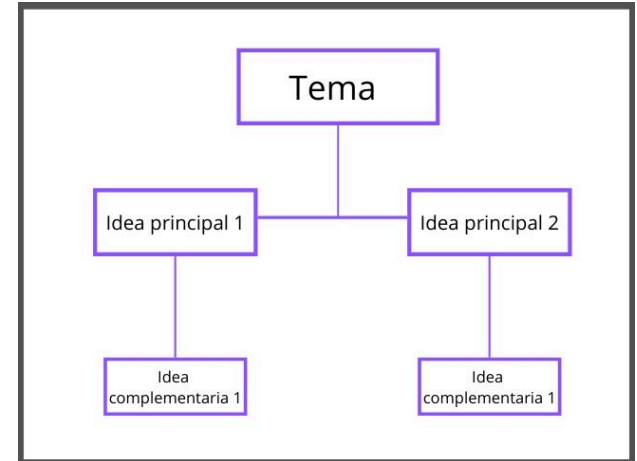 Tema
Idea principal 1
Idea principal 2
Idea
complementaria 1
Idea
complementaria 1